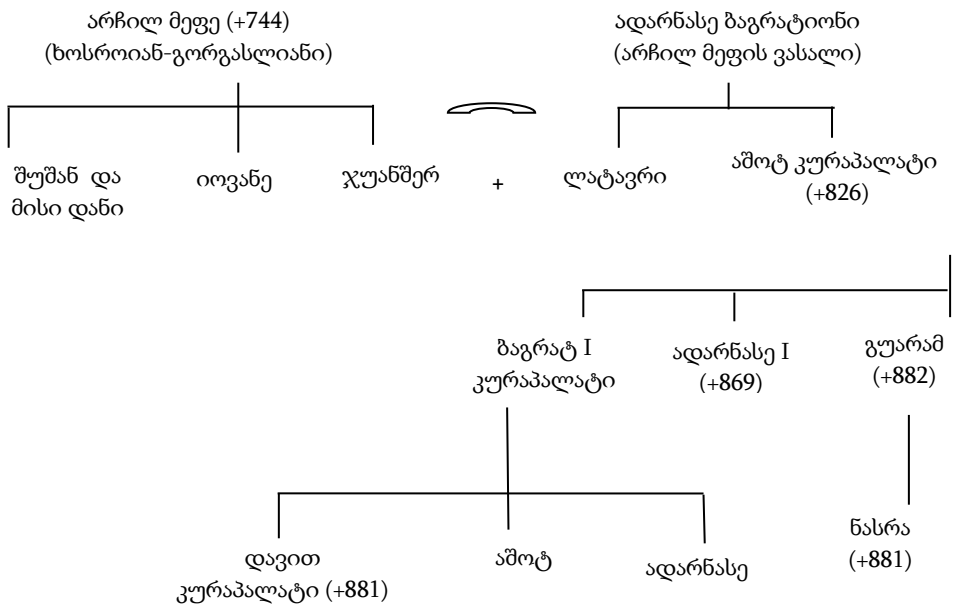 არჩილ მეფე (+744)
(ხოსროიან-გორგასლიანი)
ადარნასე ბაგრატიონი
(არჩილ მეფის ვასალი)
შუშან და
მისი დანი
იოვანე
ჯუანშერ
+
ლატავრი
აშოტ კურაპალატი
(+826)
ბაგრატ I
კურაპალატი
ადარნასე I
(+869)
გუარამ
(+882)
დავით
კურაპალატი (+881)
აშოტ
ადარნასე
ნასრა
(+881)